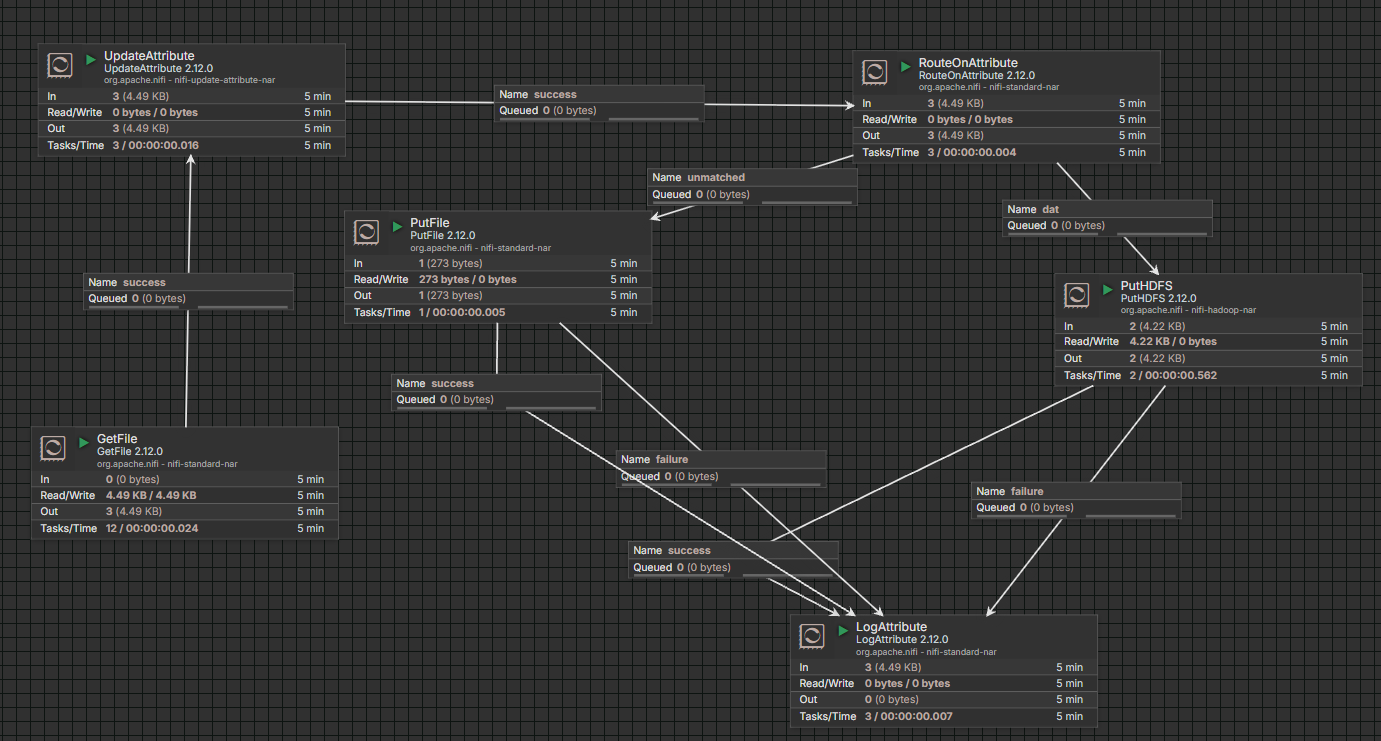 UpdateAttribute
UpdateAttribute 2.12.0
org.apache.nifi - nifi-update-attribute-nar
In 3 (4.49 KB) 5 min
Read/Write 0 bytes / 0 bytes 5 min
Out 3 (4.49 KB) 5 min
Tasks/Time 3 / 00:00:00.016 5 min
Name success
Queued 0 (0 bytes)
RouteOnAttribute
RouteOnAttribute 2.12.0
org.apache.nifi - nifi-standard-nar
In 3 (4.49 KB) 5 min
Read/Write 0 bytes / 0 bytes 5 min
Out 3 (4.49 KB) 5 min
Tasks/Time 3 / 00:00:00.004 5 min
Name unmatched
Queued 0 (0 bytes)
Name dat
Queued 0 (0 bytes)
PutFile
PutFile 2.12.0
org.apache.nifi - nifi-standard-nar
In 1 (273 bytes) 5 min
Read/Write 273 bytes / 0 bytes 5 min
Out 1 (273 bytes) 5 min
Tasks/Time 1 / 00:00:00.005 5 min
Name success
Queued 0 (0 bytes)
PutHDFS
PutHDFS 2.12.0
org.apache.nifi - nifi-hadoop-nar
In 2 (4.22 KB) 5 min
Read/Write 4.22 KB / 0 bytes 5 min
Out 2 (4.22 KB) 5 min
Tasks/Time 2 / 00:00:00.562 5 min
Name success
Queued 0 (0 bytes)
GetFile
GetFile 2.12.0
org.apache.nifi - nifi-standard-nar
In 0 (0 bytes) 5 min
Read/Write 4.49 KB / 4.49 KB 5 min
Out 3 (4.49 KB) 5 min
Tasks/Time 12 / 00:00:00.024 5 min
Name failure
Queued 0 (0 bytes)
Name failure
Queued 0 (0 bytes)
Name success
Queued 0 (0 bytes)
LogAttribute
LogAttribute 2.12.0
org.apache.nifi - nifi-standard-nar
In 3 (4.49 KB) 5 min
Read/Write 0 bytes / 0 bytes 5 min
Out 0 (0 bytes) 5 min
Tasks/Time 3 / 00:00:00.007 5 min